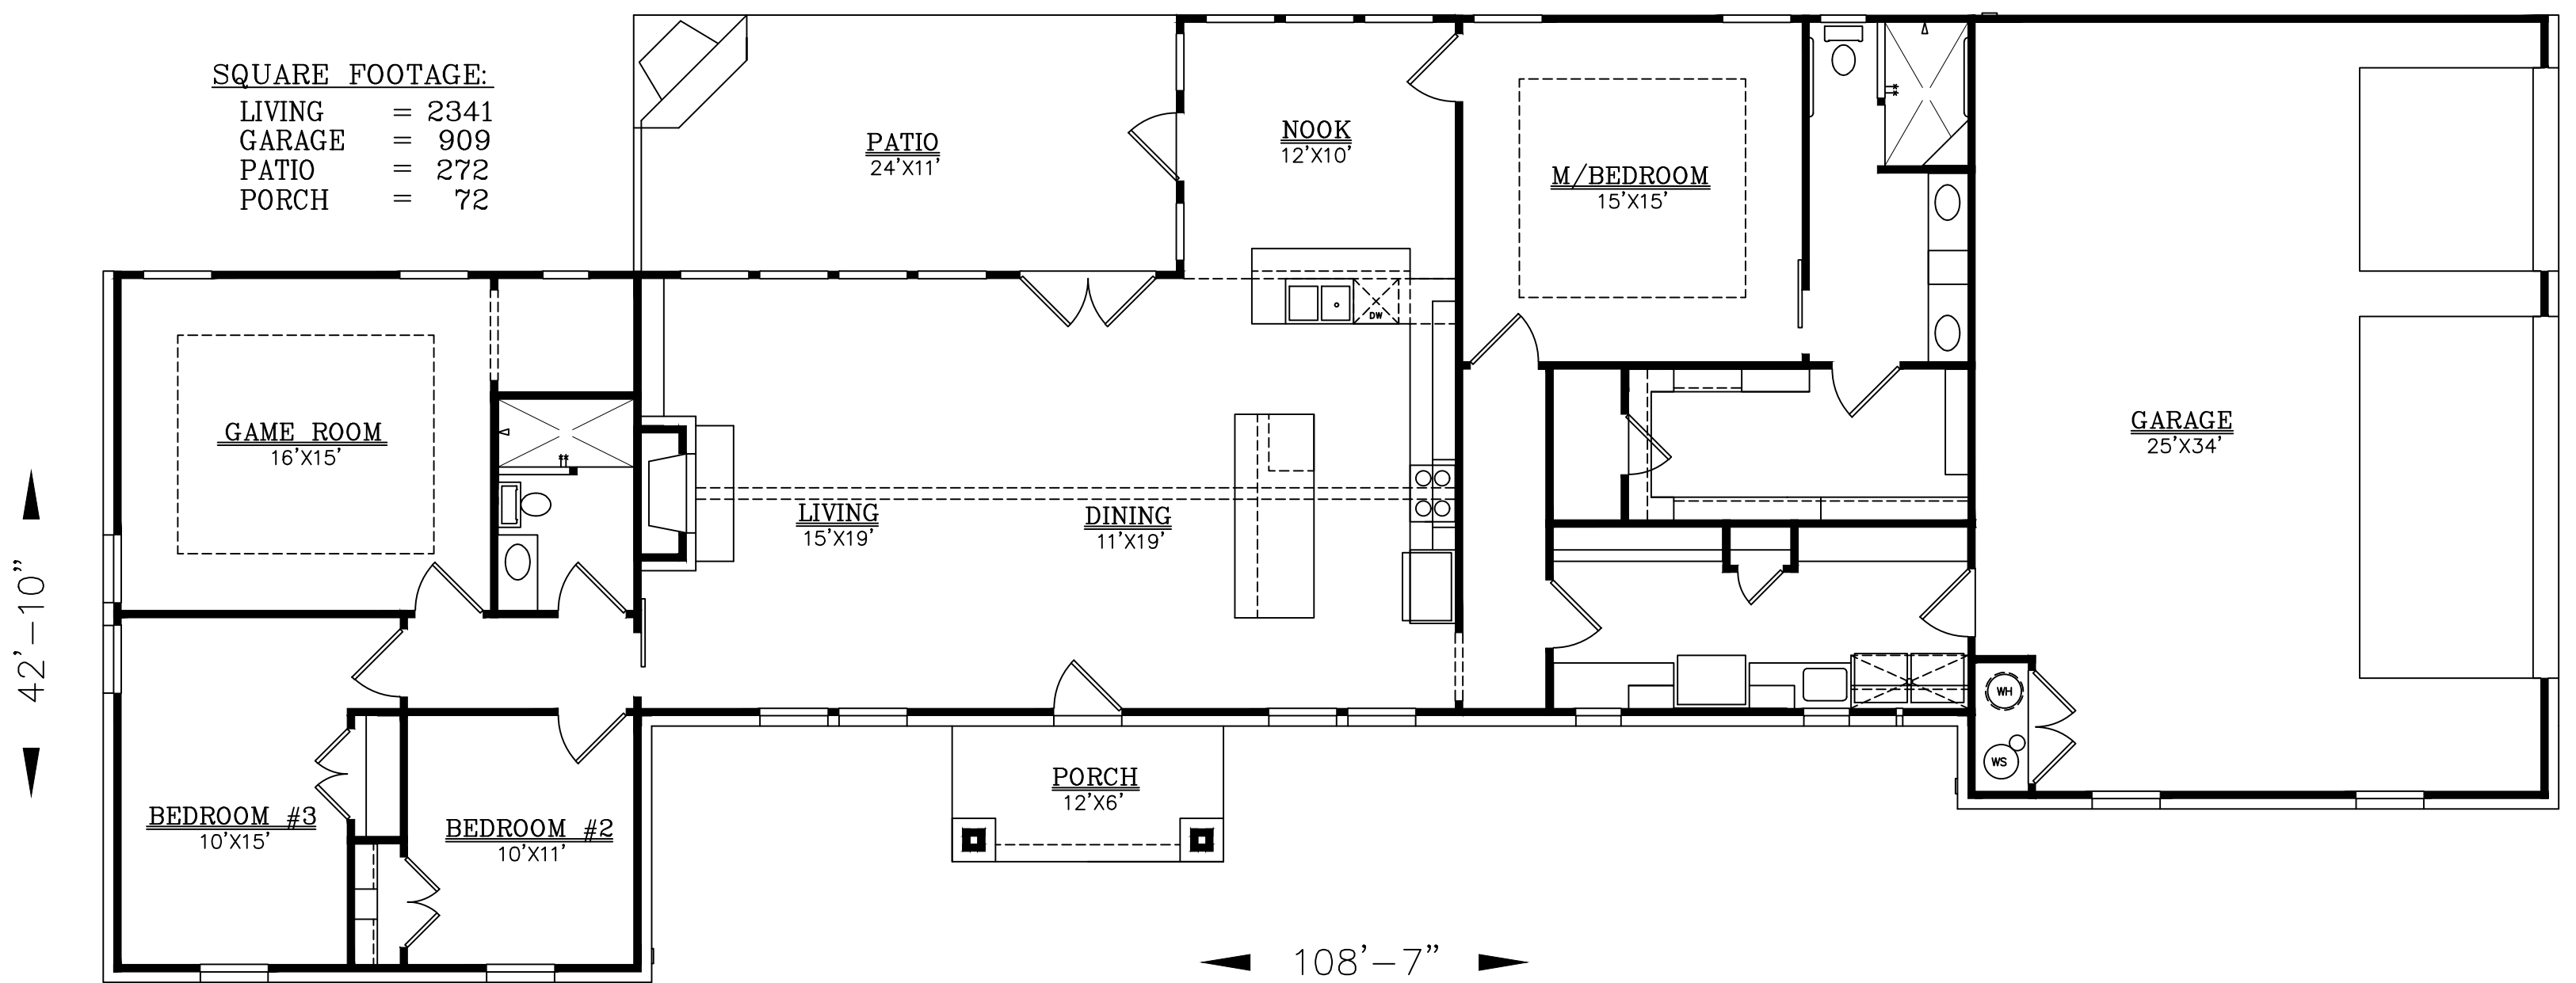 SQUARE FOOTAGE:
LIVING = 2341
GARAGE = 909
PATIO = 272
PORCH = 72
PATIO
24'X11'
NOOK
12'X10'
M/BEDROOM
15'X15'
DW
GAME ROOM
16'X15'
LIVING
15'X19'
DINING
11'X19'
GARAGE
25'X34'
WH
WS
BEDROOM #3
10'X15'
BEDROOM #2
10'X11'
PORCH
12'X6'
42'-10"
108'-7"